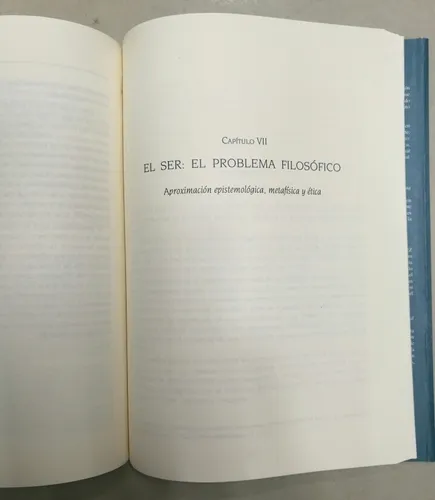 CAPÍTULO VII
EL SER: EL PROBLEMA FILOSÓFICO
Aproximación epistemológica, metafísica y ética